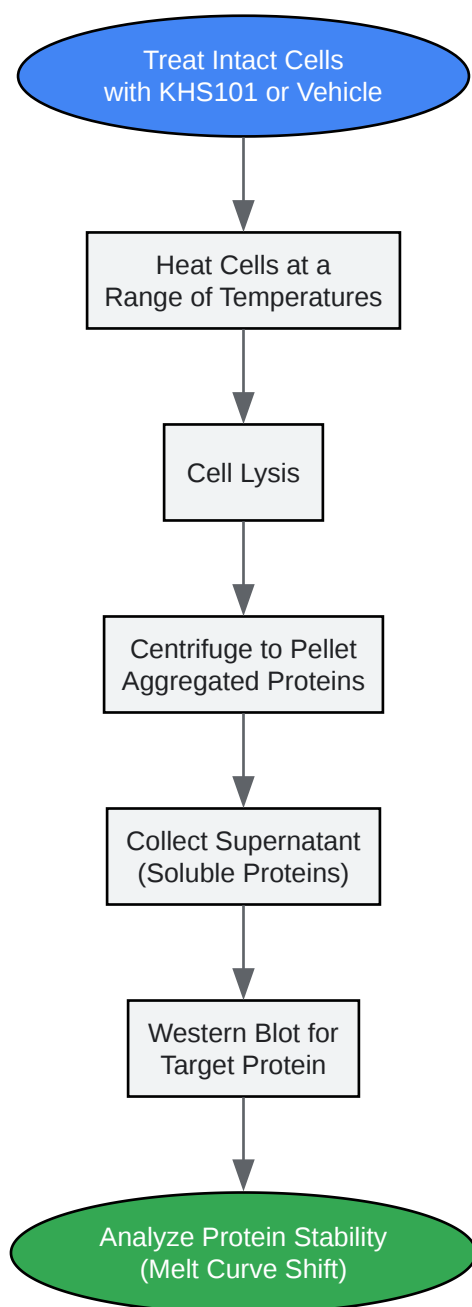 Treat Intact Cells
with KHS101 or Vehicle
Heat Cells at a
Range of Temperatures
Cell Lysis
Centrifuge to Pellet
Aggregated Proteins
Collect Supernatant
(Soluble Proteins)
Western Blot for
Target Protein
Analyze Protein Stability
(Melt Curve Shift)